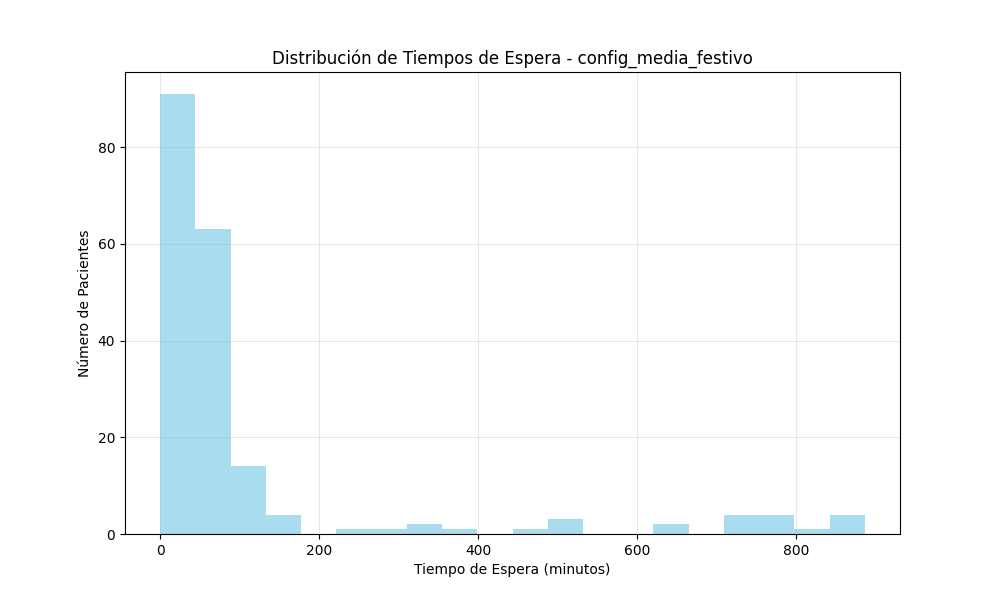 Distribución de Tiempos de Espera - config_media_festivo
Número de Pacientes
80
60
40
20
0
0 200 400 600 800
Tiempo de Espera (minutos)